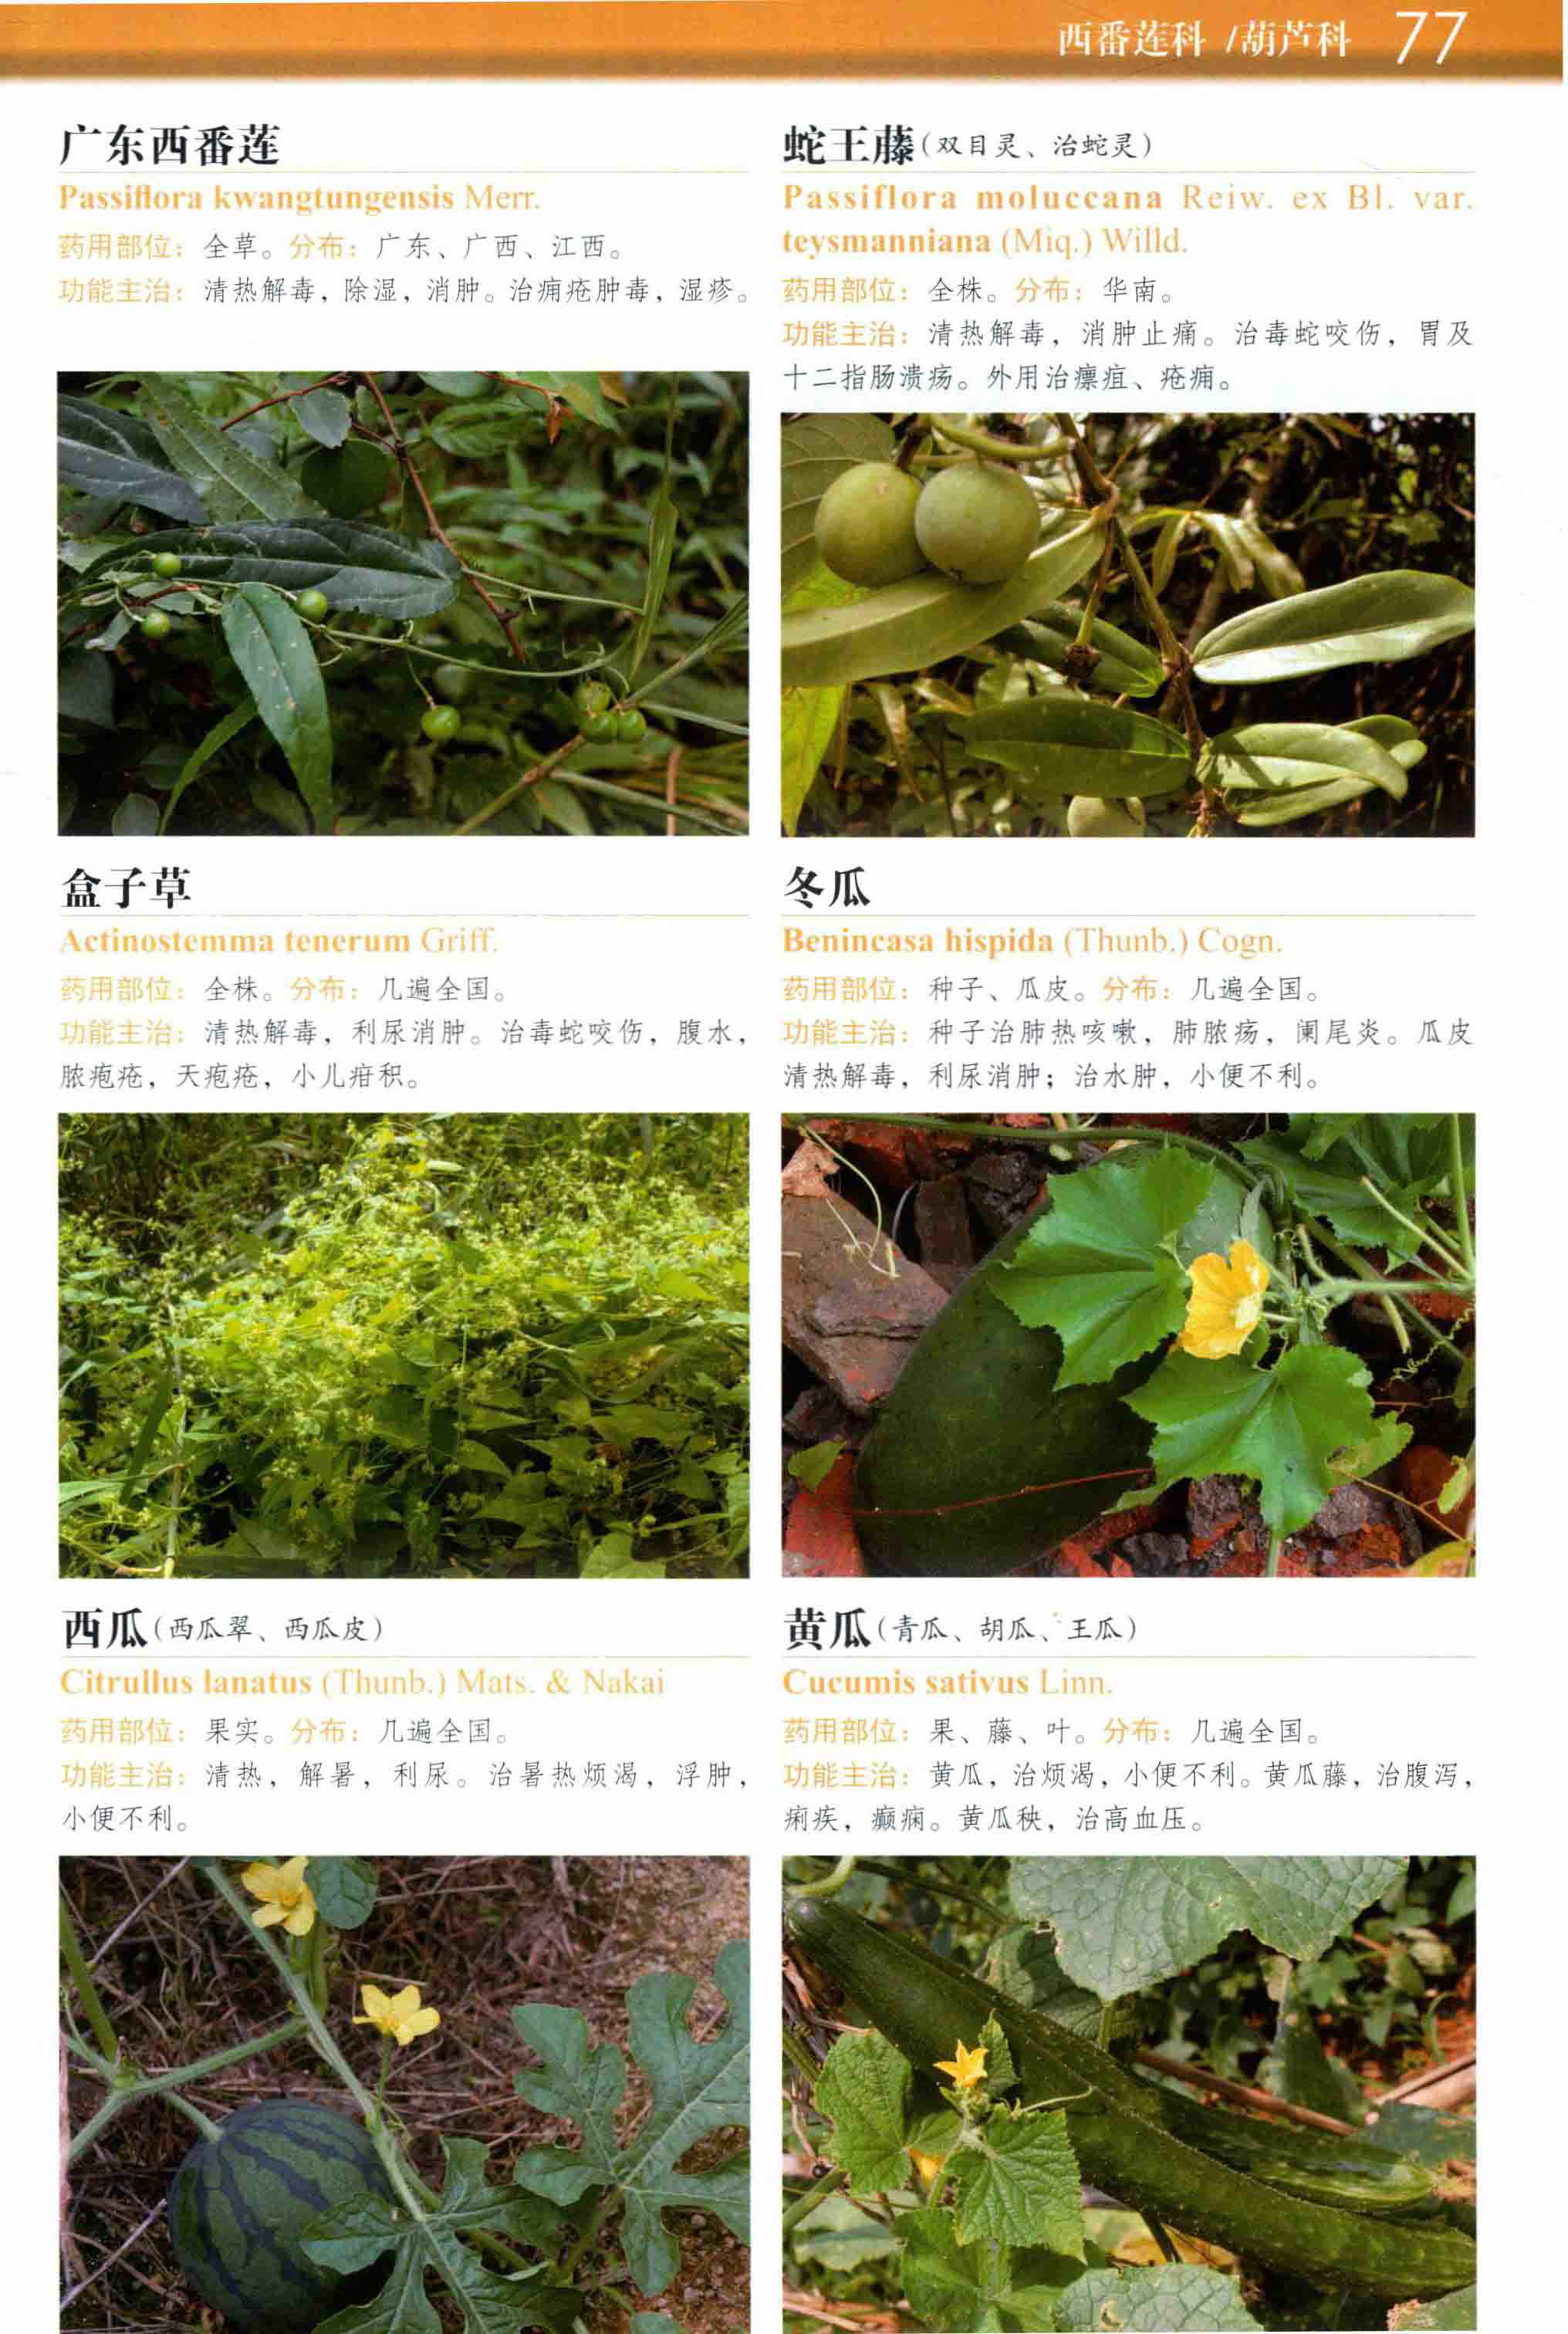 西番莲科 /葫芦科 77
广东西番莲
Passiflora kwangtungensis Merr.
药用部位：全草。分布：广东、广西、江西。
功能主治：清热解毒，除湿，消肿。治痈疮肿毒，湿疹。
蛇王藤（双目灵、治蛇灵）
Passiflora moluccana Reiw. ex Bl. var.
teysmanniana (Miq.) Willd.
药用部位：全株。分布：华南。
功能主治：清热解毒，消肿止痛。治毒蛇咬伤，胃及
十二指肠溃疡。外用治瘭疽、疮痈。
盒子草
Actinostemma tenerum Griff.
药用部位：全株。分布：几遍全国。
功能主治：清热解毒，利尿消肿。治毒蛇咬伤，腹水，
脓疱疮，天疱疮，小儿疳积。
冬瓜
Benincasa hispida (Thunb.) Cogn.
药用部位：种子、瓜皮。分布：几遍全国。
功能主治：种子治肺热咳嗽，肺脓疡，阑尾炎。瓜皮
清热解毒，利尿消肿；治水肿，小便不利。
西瓜（西瓜翠、西瓜皮）
Citrullus lanatus (Thunb.) Mats. & Nakai
药用部位：果实。分布：几遍全国。
功能主治：清热，解暑，利尿。治暑热烦渴，浮肿，
小便不利。
黄瓜（青瓜、胡瓜、王瓜）
Cucumis sativus Linn.
药用部位：果、藤、叶。分布：几遍全国。
功能主治：黄瓜，治烦渴，小便不利。黄瓜藤，治腹泻，
痢疾，癫痫。黄瓜秧，治高血压。